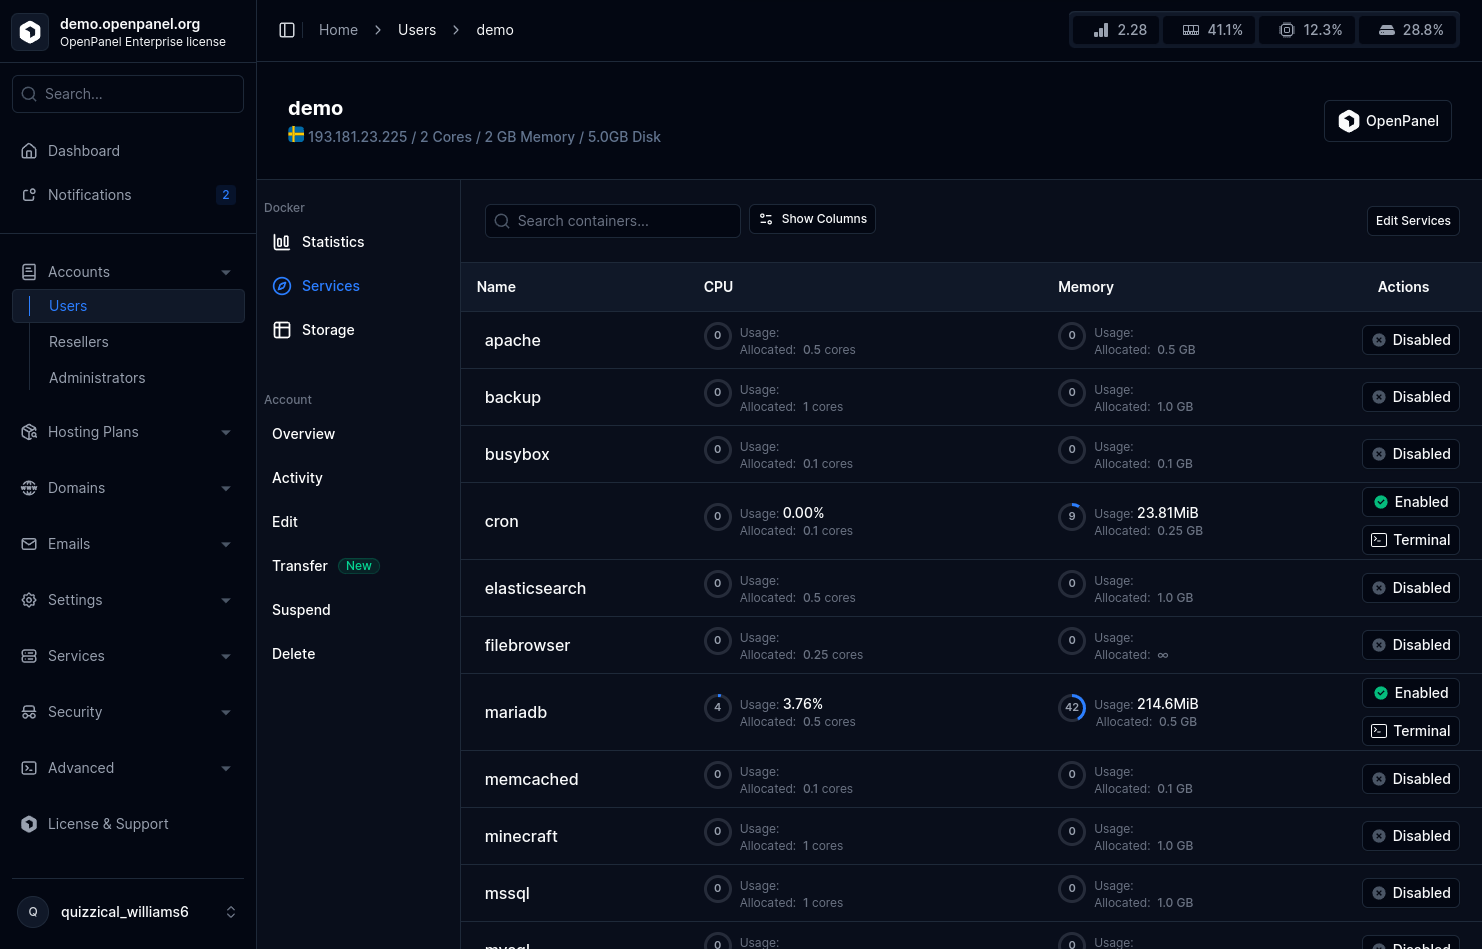 demo.openpanel.org
OpenPanel Enterprise license
Search...
Dashboard
Notifications 2
Accounts
Users
Resellers
Administrators
Hosting Plans
Domains
Emails
Settings
Services
Security
Advanced
License & Support
Q quizzical_williams6
Home > Users > demo
2.28 41.1% 12.3% 28.8%
demo
193.181.23.225 / 2 Cores / 2 GB Memory / 5.0GB Disk
OpenPanel
Docker
Statistics
Services
Storage
Account
Overview
Activity
Edit
Transfer New
Suspend
Delete
Search containers...
Show Columns
Edit Services
Name CPU Memory Actions
apache 0 Usage: 0 Usage: Disabled
Allocated: 0.5 cores Allocated: 0.5 GB
backup 0 Usage: 0 Usage: Disabled
Allocated: 1 cores Allocated: 1.0 GB
busybox 0 Usage: 0 Usage: Disabled
Allocated: 0.1 cores Allocated: 0.1 GB
cron 0 Usage: 0.00% 9 Usage: 23.81MiB Enabled
Allocated: 0.1 cores Allocated: 0.25 GB Terminal
elasticsearch 0 Usage: 0 Usage: Disabled
Allocated: 0.5 cores Allocated: 1.0 GB
filebrowser 0 Usage: 0 Usage: Disabled
Allocated: 0.25 cores Allocated: ∞
mariadb 4 Usage: 3.76% 42 Usage: 214.6MiB Enabled
Allocated: 0.5 cores Allocated: 0.5 GB Terminal
memcached 0 Usage: 0 Usage: Disabled
Allocated: 0.1 cores Allocated: 0.1 GB
minecraft 0 Usage: 0 Usage: Disabled
Allocated: 1 cores Allocated: 1.0 GB
mssql 0 Usage: 0 Usage: Disabled
Allocated: 1 cores Allocated: 1.0 GB
mysql 0 Usage: 0 Usage: Disabled